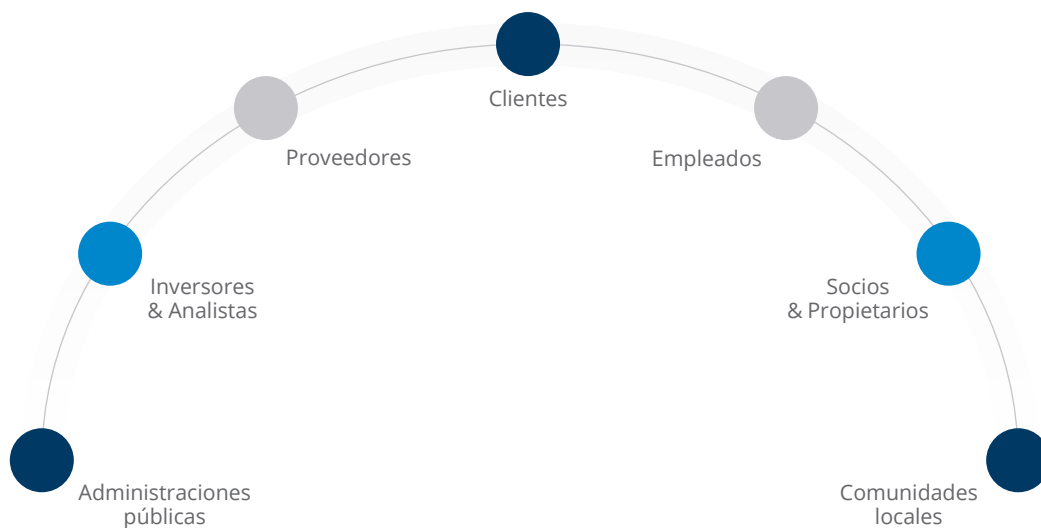 Clientes
Proveedores
Empleados
Inversores
& Analistas
Socios
& Propietarios
Administraciones
públicas
Comunidades
locales